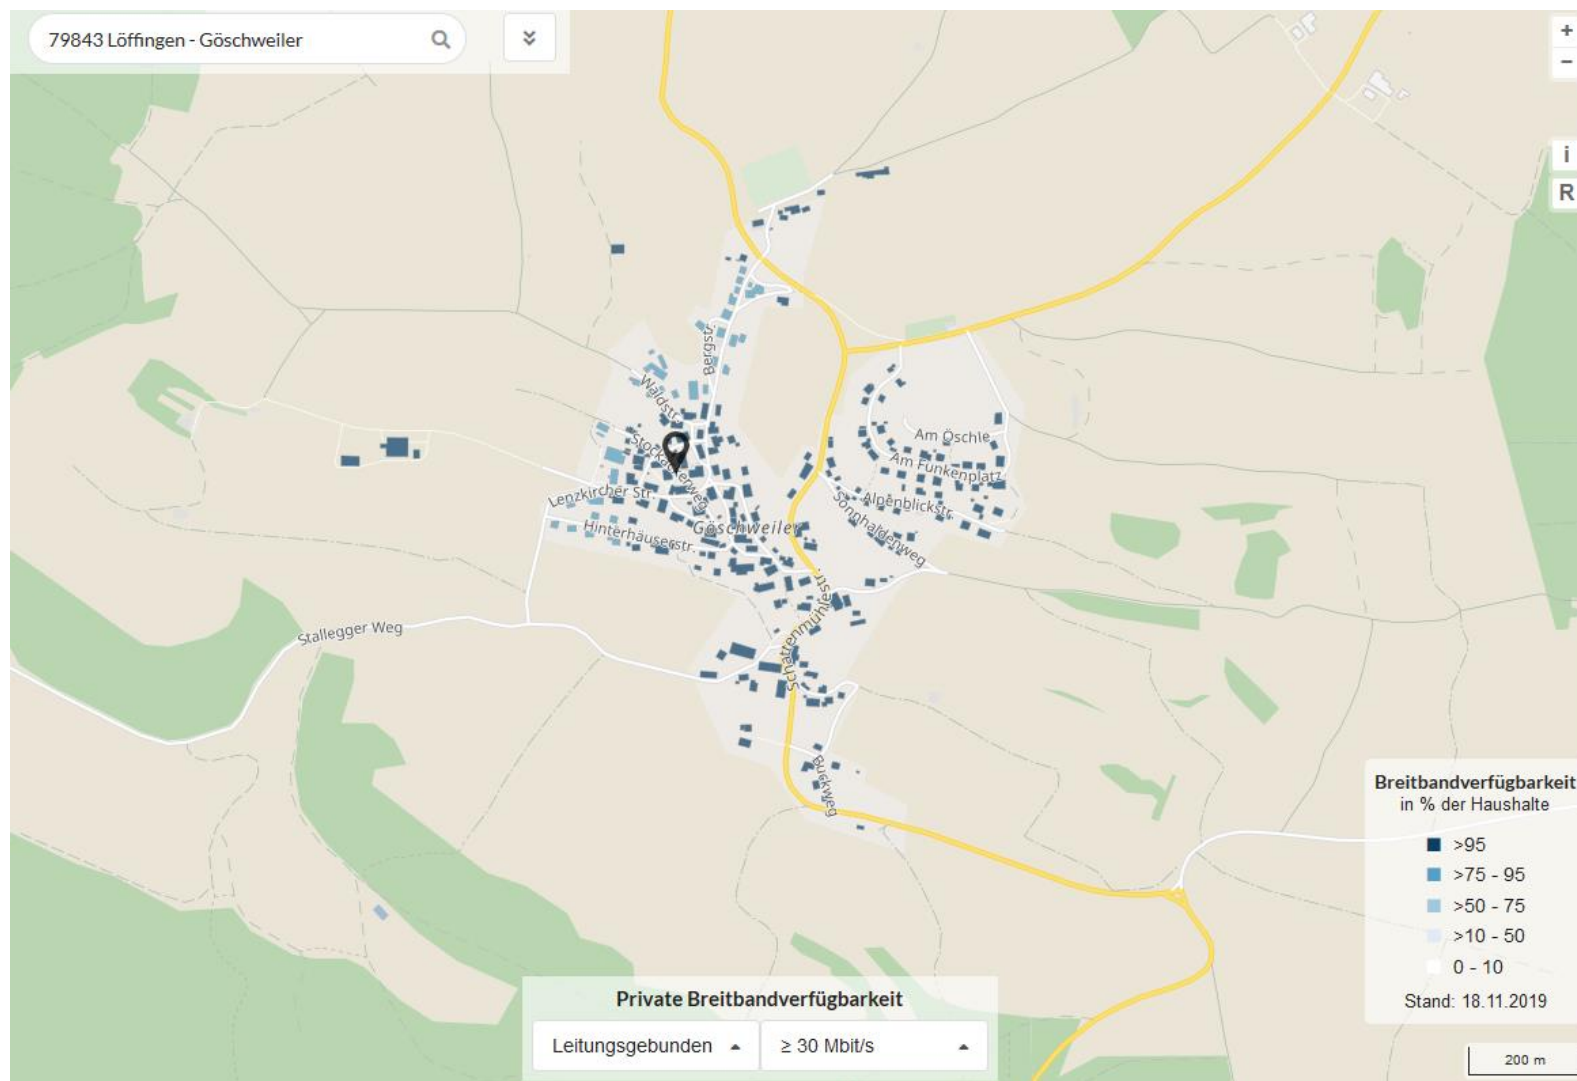 79843 Löffingen - Göschweiler
+
−
i
R
Bergstr.
Waldstr.
Stockackerweg
Am Öschle
Am Funkenplatz
Lenzkircher Str.
Alpenblickstr.
Sonnhaldenweg
Göschweiler
Hinterhäuserstr.
Schattenmühlestr.
Stallegger Weg
Buckweg
Breitbandverfügbarkeit
in % der Haushalte
>95
>75 - 95
>50 - 75
>10 - 50
0 - 10
Stand: 18.11.2019
Private Breitbandverfügbarkeit
Leitungsgebunden
≥ 30 Mbit/s
200 m